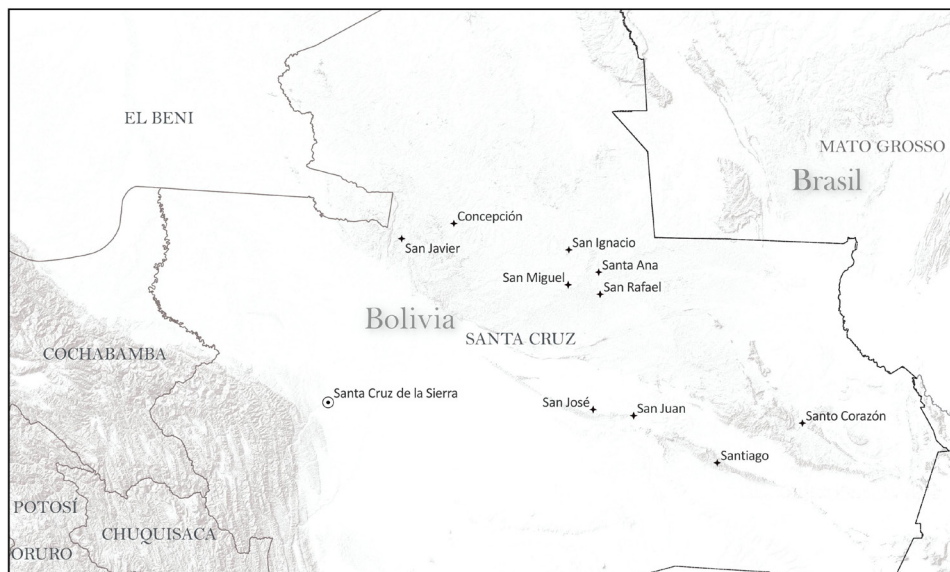 EL BENI
MATO GROSSO
Brasil
Concepción
San Javier
San Ignacio
Santa Ana
San Miguel
San Rafael
Bolivia
SANTA CRUZ
COCHABAMBA
Santa Cruz de la Sierra
San José
San Juan
Santo Corazón
Santiago
POTOSÍ
CHUQUISACA
ORURO